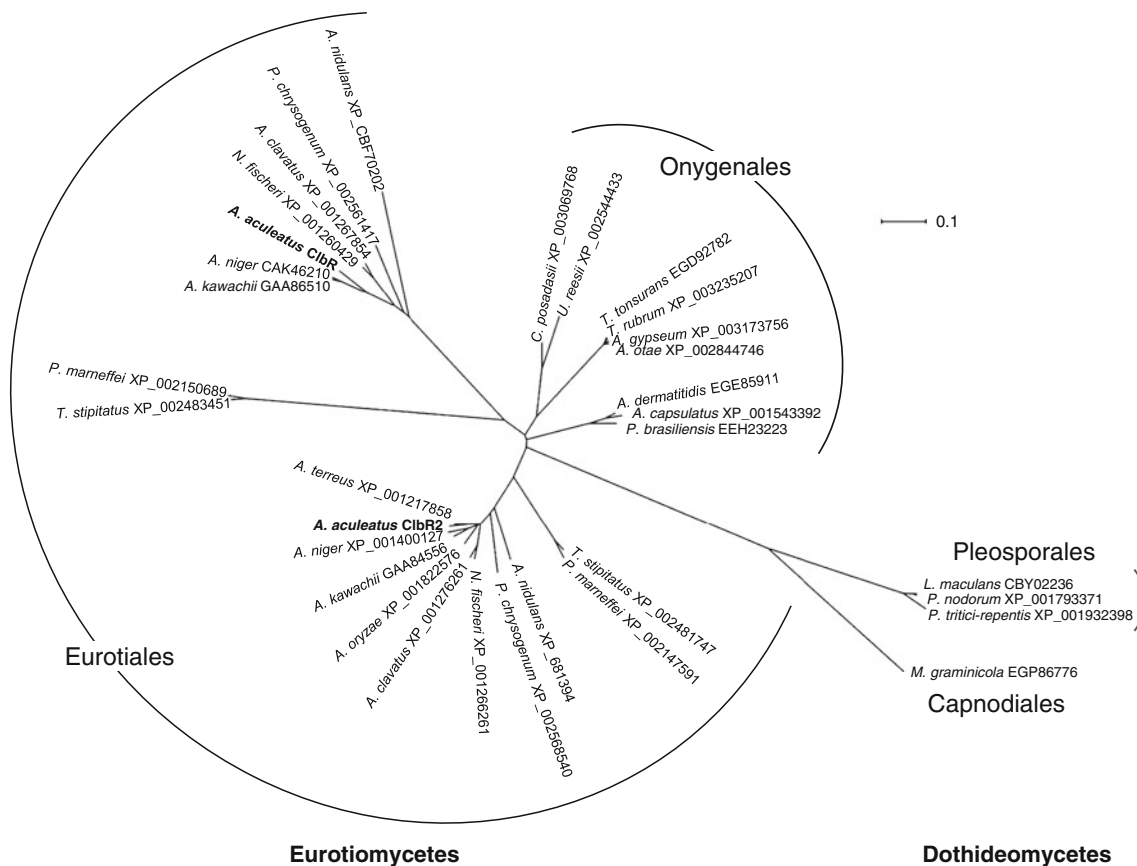 A. nidulans XP_CBF70202
P. chrysogenum XP_002561417
A. clavatus XP_001267854
N. fischeri XP_001260429
A. aculeatus ClbR
A. niger CAK46210
A. kawachii GAA86510
Onygenales
C. posadasii XP_003069768
U. reesii XP_002544433
T. tonsurans EGD92782
T. rubrum XP_003235207
A. gypseum XP_003173756
A. otae XP_002844746
A. dermatitidis EGE85911
A. capsulatus XP_001543392
P. brasiliensis EEH23223
0.1
P. marneffei XP_002150689
T. stipitatus XP_002483451
A. terreus XP_001217858
A. aculeatus ClbR2
A. niger XP_001400127
A. kawachii GAA84556
A. oryzae XP_001822576
A. clavatus XP_001276261
N. fischeri XP_001266261
P. chrysogenum XP_002568540
A. nidulans XP_681394
P. marneffei XP_002147591
T. stipitatus XP_002481747
Eurotiales
Pleosporales
L. maculans CBY02236
P. nodorum XP_001793371
P. tritici-repentis XP_001932398
M. graminicola EGP86776
Capnodiales
Eurotiomycetes
Dothideomycetes